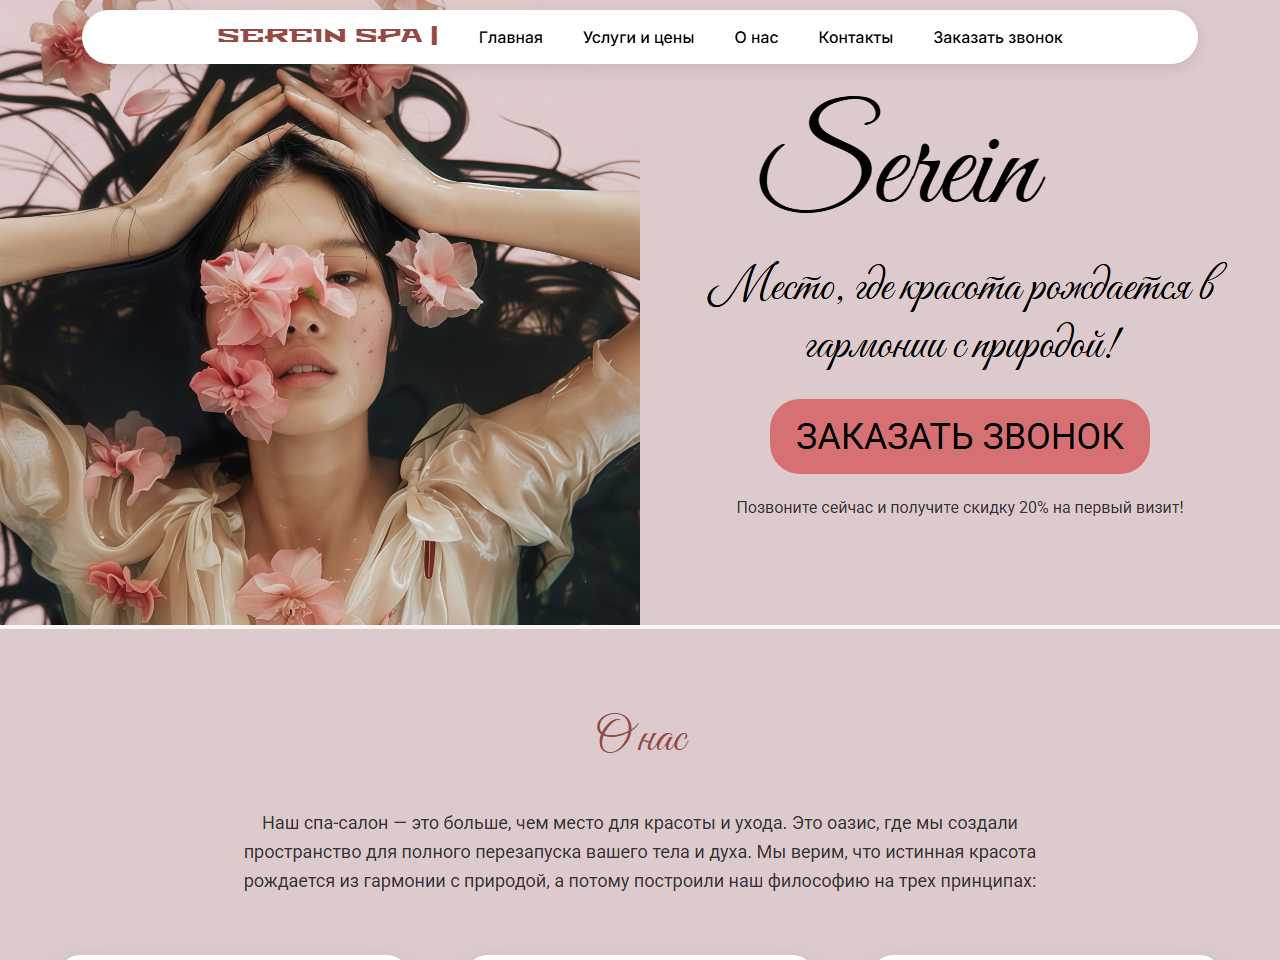 SEREIN SPA |
Главная
Услуги и цены
О нас
Контакты
Заказать звонок
Serein
Место, где красота рождается в
гармонии с природой!
ЗАКАЗАТЬ ЗВОНОК
Позвоните сейчас и получите скидку 20% на первый визит!
О нас
Наш спа-салон — это больше, чем место для красоты и ухода. Это оазис, где мы создали
пространство для полного перезапуска вашего тела и духа. Мы верим, что истинная красота
рождается из гармонии с природой, а потому построили наш философию на трех принципах: